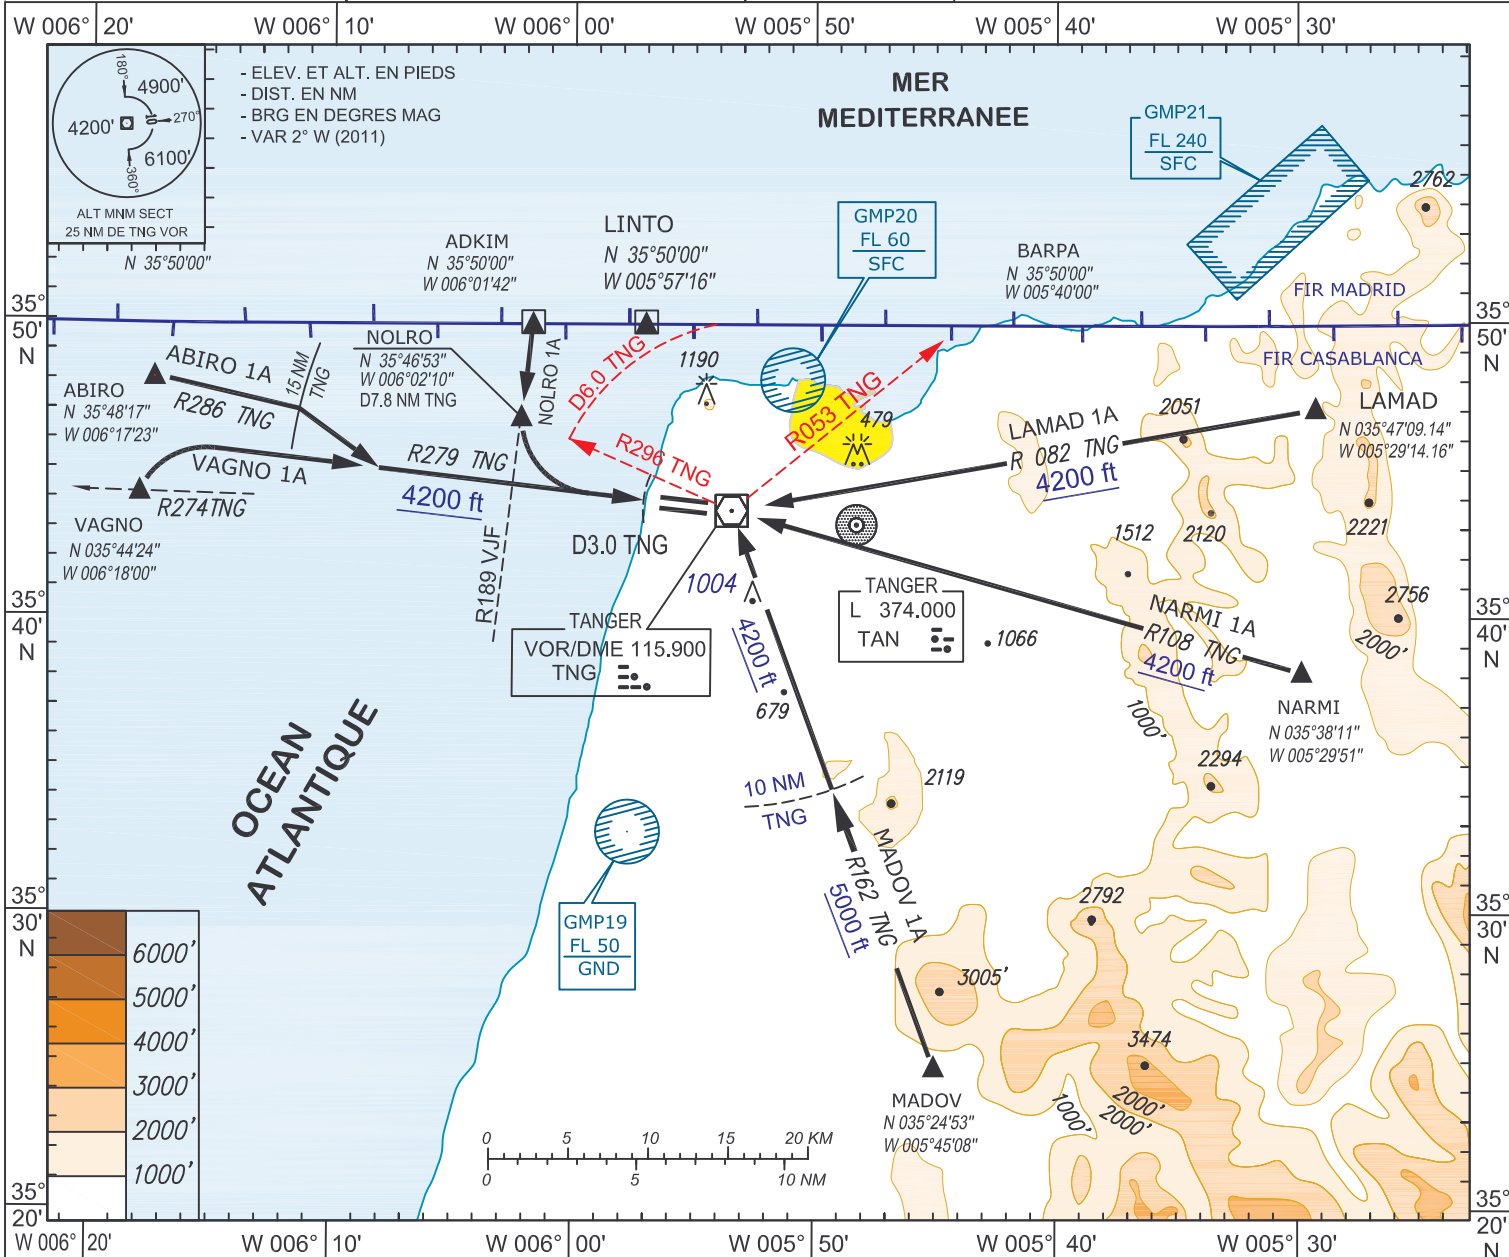 W 006° 20'
W 006° 10'
W 006° 00'
W 005° 50'
W 005° 40'
W 005° 30'
180°
4900'
4200'
270°
6100'
360°
ALT MNM SECT
25 NM DE TNG VOR
- ELEV. ET ALT. EN PIEDS
- DIST. EN NM
- BRG EN DEGRES MAG
- VAR 2° W (2011)
MER
MEDITERRANEE
GMP21
FL 240
SFC
2762
N 35°50'00"
ADKIM
N 35°50'00"
W 006°01'42"
LINTO
N 35°50'00"
W 005°57'16"
GMP20
FL 60
SFC
BARPA
N 35°50'00"
W 005°40'00"
FIR MADRID
35°
50'
N
35°
50'
N
FIR CASABLANCA
NOLRO
N 35°46'53"
W 006°02'10"
D7.8 NM TNG
NOLRO 1A
D6.0 TNG
1190
ABIRO 1A
R286 TNG
15 NM
TNG
ABIRO
N 35°48'17"
W 006°17'23"
R053 TNG
479
LAMAD 1A
R 082 TNG
4200 ft
2051
LAMAD
N 035°47'09.14"
W 005°29'14.16"
VAGNO 1A
R279 TNG
4200 ft
R296 TNG
R274TNG
VAGNO
N 035°44'24"
W 006°18'00"
R189 VJF
D3.0 TNG
1512
2120
2221
2756
2000'
1004
TANGER
VOR/DME 115.900
TNG
TANGER
L 374.000
TAN
1066
NARMI 1A
R108 TNG
4200 ft
NARMI
N 035°38'11"
W 005°29'51"
35°
40'
N
35°
40'
N
4200 ft
679
1000'
2294
OCEAN
ATLANTIQUE
10 NM
TNG
2119
MADOV 1A
R162 TNG
5000 ft
GMP19
FL 50
GND
2792
3005'
3474
2000'
2000'
1000'
35°
30'
N
35°
30'
N
6000'
5000'
4000'
3000'
2000'
1000'
MADOV
N 035°24'53"
W 005°45'08"
0 5 10 15 20 KM
0 5 10 NM
35°
20'
35°
20'
N
W 006° 20'
W 006° 10'
W 006° 00'
W 005° 50'
W 005° 40'
W 005° 30'